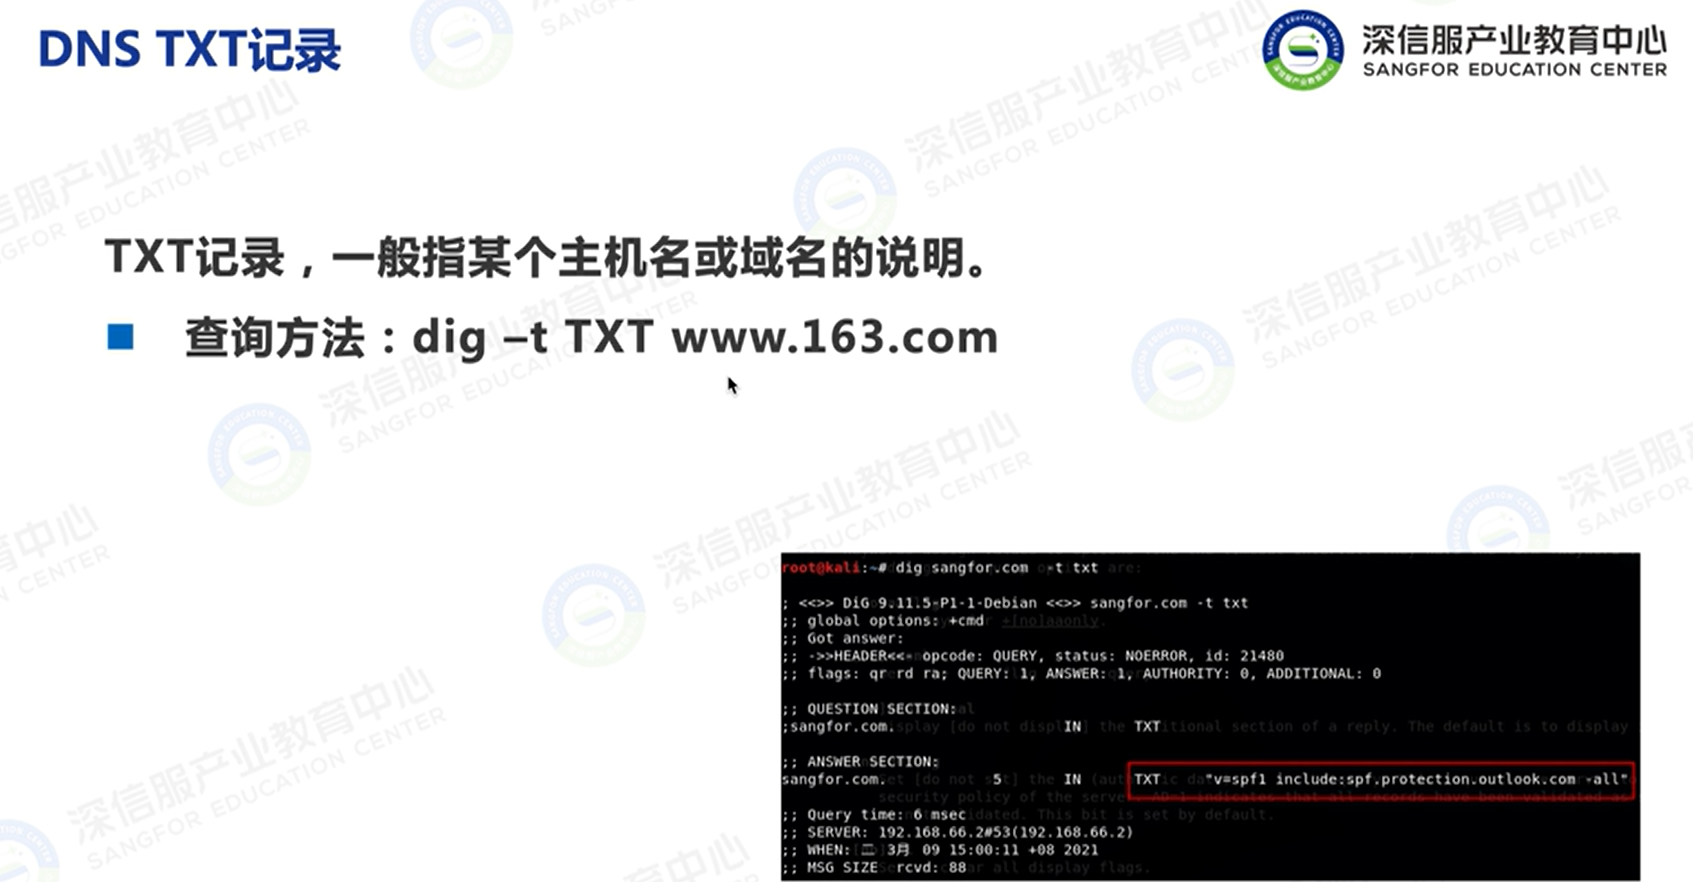 DNS TXT记录
深信服产业教育中心
SANGFOR EDUCATION CENTER
TXT记录，一般指某个主机名或域名的说明。
查询方法：dig –t TXT www.163.com
root@kali:~# dig sangfor.com -t txt
; <<>> DiG 9.11.5-P1-1-Debian <<>> sangfor.com -t txt
;; global options: +cmd
;; Got answer:
;; ->>HEADER<<- opcode: QUERY, status: NOERROR, id: 21480
;; flags: qr rd ra; QUERY: 1, ANSWER: 1, AUTHORITY: 0, ADDITIONAL: 0
;; QUESTION SECTION:
;sangfor.com. IN TXT
;; ANSWER SECTION:
sangfor.com. 5 IN TXT "v=spf1 include:spf.protection.outlook.com -all"
;; Query time: 6 msec
;; SERVER: 192.168.66.2#53(192.168.66.2)
;; WHEN: 二 3月 09 15:00:11 +08 2021
;; MSG SIZE rcvd: 88